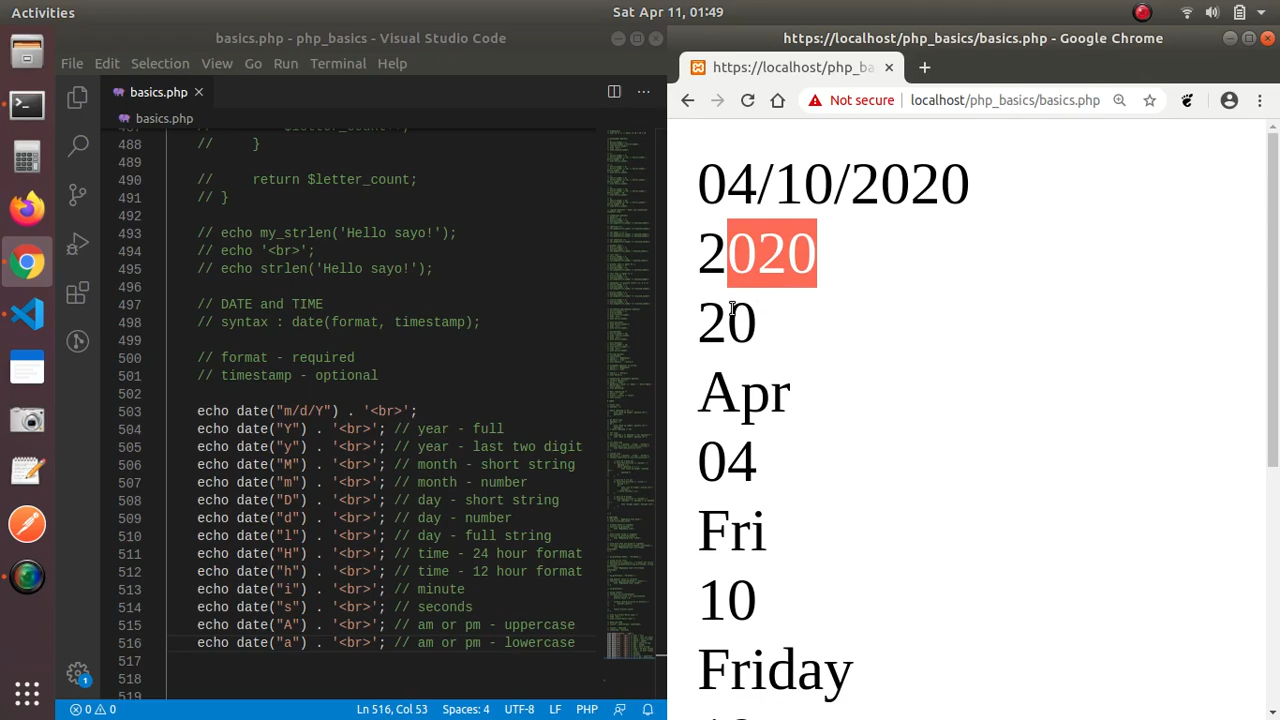 Activities
Sat Apr 11, 01:49
basics.php - php_basics - Visual Studio Code
File Edit Selection View Go Run Terminal Help
basics.php
basics.php
488 // }
489
490 // return $letter_count;
491 // }
492
493 // echo my_strlen('Hello sayo!');
494 // echo '<br>';
495 // echo strlen('Hello sayo!');
496
497 // DATE and TIME
498 // syntax:: date(format, timestamp);
499
500 // format - required
501 // timestamp - optional
502
503 echo date("m/d/Y") . '<br>';
504 echo date("Y") . '<br>'; // year - full
505 echo date("y") . '<br>'; // year - last two digit
506 echo date("M") . '<br>'; // month - short string
507 echo date("m") . '<br>'; // month - number
508 echo date("D") . '<br>'; // day - short string
509 echo date("d") . '<br>'; // day - number
510 echo date("l") . '<br>'; // day - full string
511 echo date("H") . '<br>'; // time - 24 hour format
512 echo date("h") . '<br>'; // time - 12 hour format
513 echo date("i") . '<br>'; // minute
514 echo date("s") . '<br>'; // seconds
515 echo date("A") . '<br>'; // am or pm - uppercase
516 echo date("a") . '<br>'; // am or pm - lowercase
517
518
519
1
0 0
Ln 516, Col 53 Spaces: 4 UTF-8 LF PHP
https://localhost/php_basics/basics.php - Google Chrome
https://localhost/php_ba
Not secure localhost/php_basics/basics.php
04/10/2020
2020
20
Apr
04
Fri
10
Friday